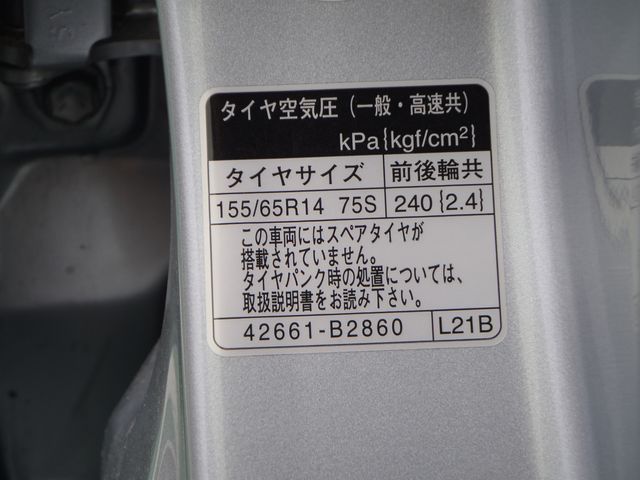 タイヤ空気圧（一般・高速共）
kPa{kgf/cm²}
タイヤサイズ 前後輪共
155/65R14 75S 240{2.4}
この車両にはスペアタイヤが
搭載されていません。
タイヤパンク時の処置については、
取扱説明書をお読み下さい。
42661-B2860 L21B